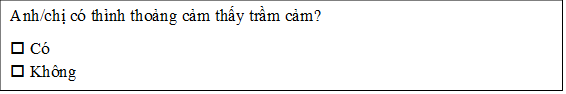 Anh/chị có thỉnh thoảng cảm thấy trầm cảm?
☐ Có
☐ Không